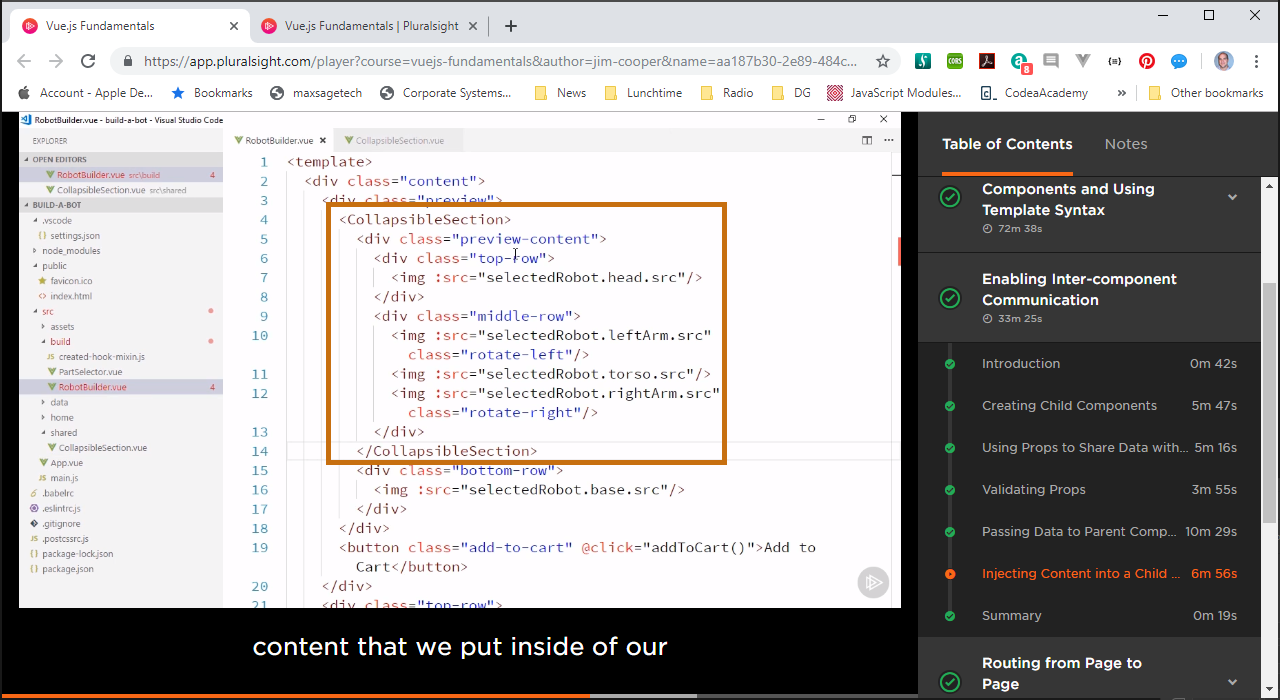 Vue.js Fundamentals
Vue.js Fundamentals | Pluralsight
https://app.pluralsight.com/player?course=vuejs-fundamentals&author=jim-cooper&name=aa187b30-2e89-484c...
CORS
8
Account - Apple De...
Bookmarks
maxsagetech
Corporate Systems...
News
Lunchtime
Radio
DG
JavaScript Modules...
CodeaAcademy
Other bookmarks
RobotBuilder.vue - build-a-bot - Visual Studio Code
EXPLORER
OPEN EDITORS
RobotBuilder.vue src\build 4
CollapsibleSection.vue src\shared
BUILD-A-BOT
.vscode
settings.json
node_modules
public
favicon.ico
index.html
src
assets
build
created-hook-mixin.js
PartSelector.vue
RobotBuilder.vue 4
data
home
shared
CollapsibleSection.vue
App.vue
main.js
.babelrc
.eslintrc.js
.gitignore
.postcssrc.js
package-lock.json
package.json
RobotBuilder.vue
CollapsibleSection.vue
1 <template>
2 <div class="content">
3 <div class="preview">
4 <CollapsibleSection>
5 <div class="preview-content">
6 <div class="top-row">
7 <img :src="selectedRobot.head.src"/>
8 </div>
9 <div class="middle-row">
10 <img :src="selectedRobot.leftArm.src"
class="rotate-left"/>
11 <img :src="selectedRobot.torso.src"/>
12 <img :src="selectedRobot.rightArm.src"
class="rotate-right"/>
13 </div>
14 </CollapsibleSection>
15 <div class="bottom-row">
16 <img :src="selectedRobot.base.src"/>
17 </div>
18 </div>
19 <button class="add-to-cart" @click="addToCart()">Add to
Cart</button>
20 </div>
21 <div class="top-row">
content that we put inside of our
Table of Contents
Notes
Components and Using
Template Syntax
72m 38s
Enabling Inter-component
Communication
33m 25s
Introduction 0m 42s
Creating Child Components 5m 47s
Using Props to Share Data with... 5m 16s
Validating Props 3m 55s
Passing Data to Parent Comp... 10m 29s
Injecting Content into a Child ... 6m 56s
Summary 0m 19s
Routing from Page to
Page